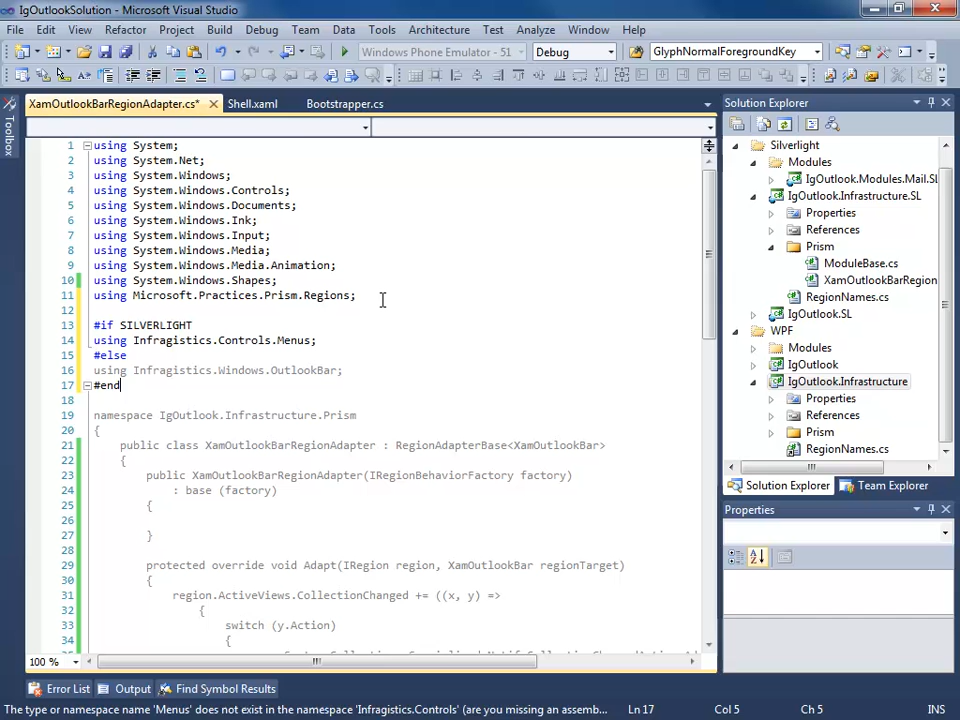 IgOutlookSolution - Microsoft Visual Studio
File Edit View Refactor Project Build Debug Team Data Tools Architecture Test Analyze Window Help
Windows Phone Emulator - 51 Debug GlyphNormalForegroundKey
XamOutlookBarRegionAdapter.cs* Shell.xaml Bootstrapper.cs
Toolbox
1 using System;
2 using System.Net;
3 using System.Windows;
4 using System.Windows.Controls;
5 using System.Windows.Documents;
6 using System.Windows.Ink;
7 using System.Windows.Input;
8 using System.Windows.Media;
9 using System.Windows.Media.Animation;
10 using System.Windows.Shapes;
11 using Microsoft.Practices.Prism.Regions;
12
13 #if SILVERLIGHT
14 using Infragistics.Controls.Menus;
15 #else
16 using Infragistics.Windows.OutlookBar;
17 #end
18
19 namespace IgOutlook.Infrastructure.Prism
20 {
21 public class XamOutlookBarRegionAdapter : RegionAdapterBase<XamOutlookBar>
22 {
23 public XamOutlookBarRegionAdapter(IRegionBehaviorFactory factory)
24 : base (factory)
25 {
26
27 }
28
29 protected override void Adapt(IRegion region, XamOutlookBar regionTarget)
30 {
31 region.ActiveViews.CollectionChanged += ((x, y) =>
32 {
33 switch (y.Action)
34 {
100 %
Solution Explorer
Silverlight
Modules
IgOutlook.Modules.Mail.SL
IgOutlook.Infrastructure.SL
Properties
References
Prism
ModuleBase.cs
XamOutlookBarRegion
RegionNames.cs
IgOutlook.SL
WPF
Modules
IgOutlook
IgOutlook.Infrastructure
Properties
References
Prism
RegionNames.cs
Solution Explorer Team Explorer
Properties
Error List Output Find Symbol Results
The type or namespace name 'Menus' does not exist in the namespace 'Infragistics.Controls' (are you missing an assemb... Ln 17 Col 5 Ch 5 INS